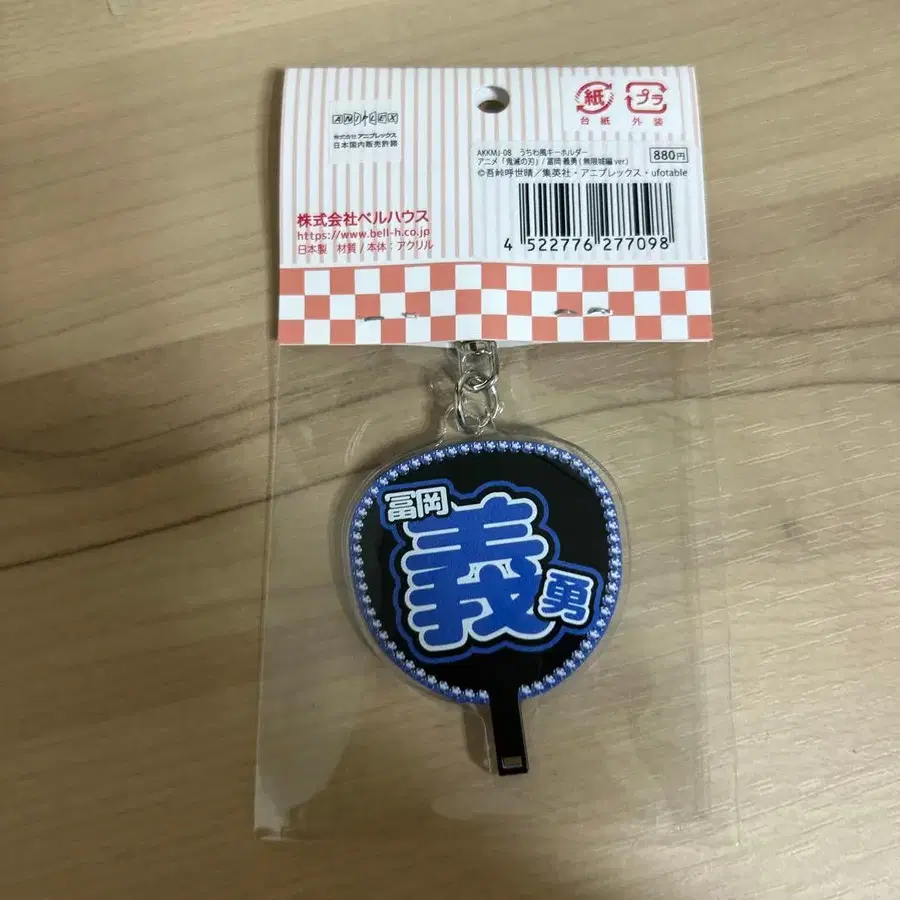 ANIPLEX
株式会社 アニプレックス
日本国内販売許諾
紙
台紙
プラ
外装
AKKMJ-08 うちわ風キーホルダー
アニメ「鬼滅の刃」/ 冨岡 義勇 ( 無限城編 ver)
880円
©吾峠呼世晴／集英社・アニプレックス・ufotable
4 522776 277098
株式会社ベルハウス
https://www.bell-h.co.jp
日本製 材質 / 本体：アクリル
冨岡
義
勇